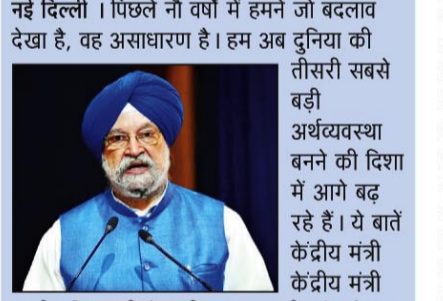 नई दिल्ली । पिछले नौ वर्षों में हमने जो बदलाव
देखा है, वह असाधारण है। हम अब दुनिया की
तीसरी सबसे
बड़ी
अर्थव्यवस्था
बनने की दिशा
में आगे बढ़
रहे हैं। ये बातें
केंद्रीय मंत्री
केंद्रीय मंत्री